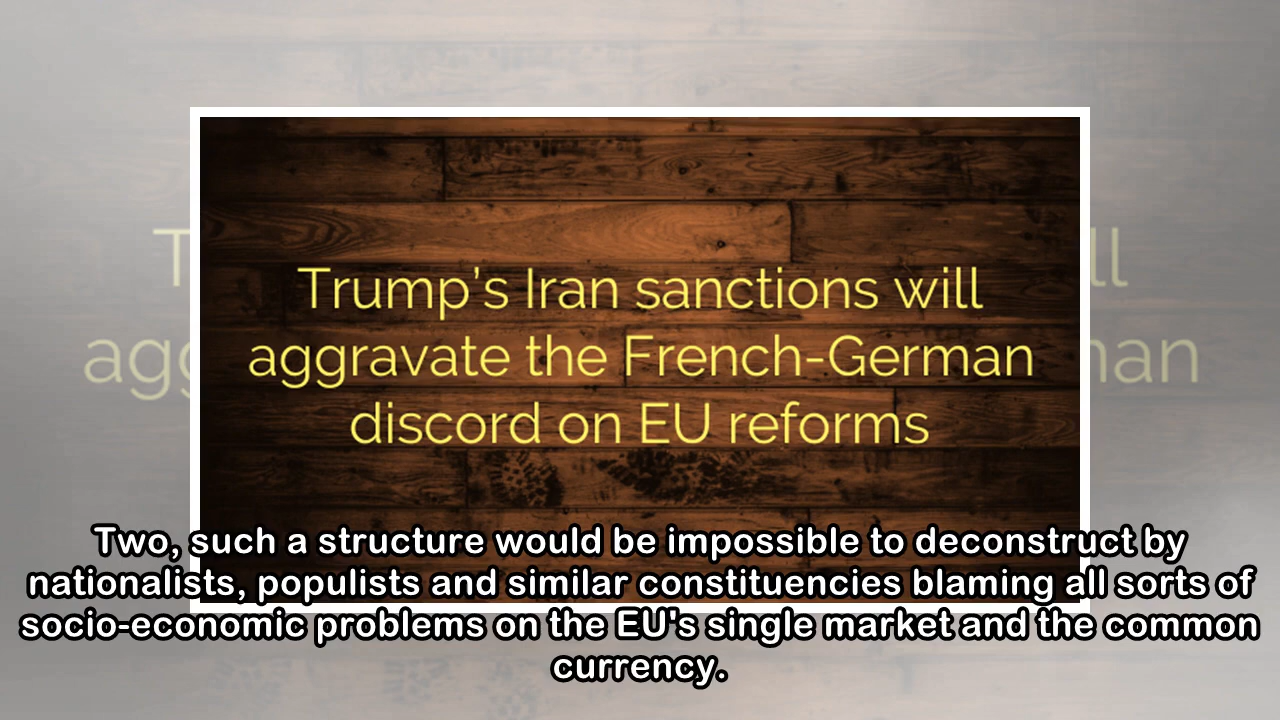 Trump's Iran sanctions will
aggravate the French-German
discord on EU reforms
Two, such a structure would be impossible to deconstruct by
nationalists, populists and similar constituencies blaming all sorts of
socio-economic problems on the EU's single market and the common
currency.